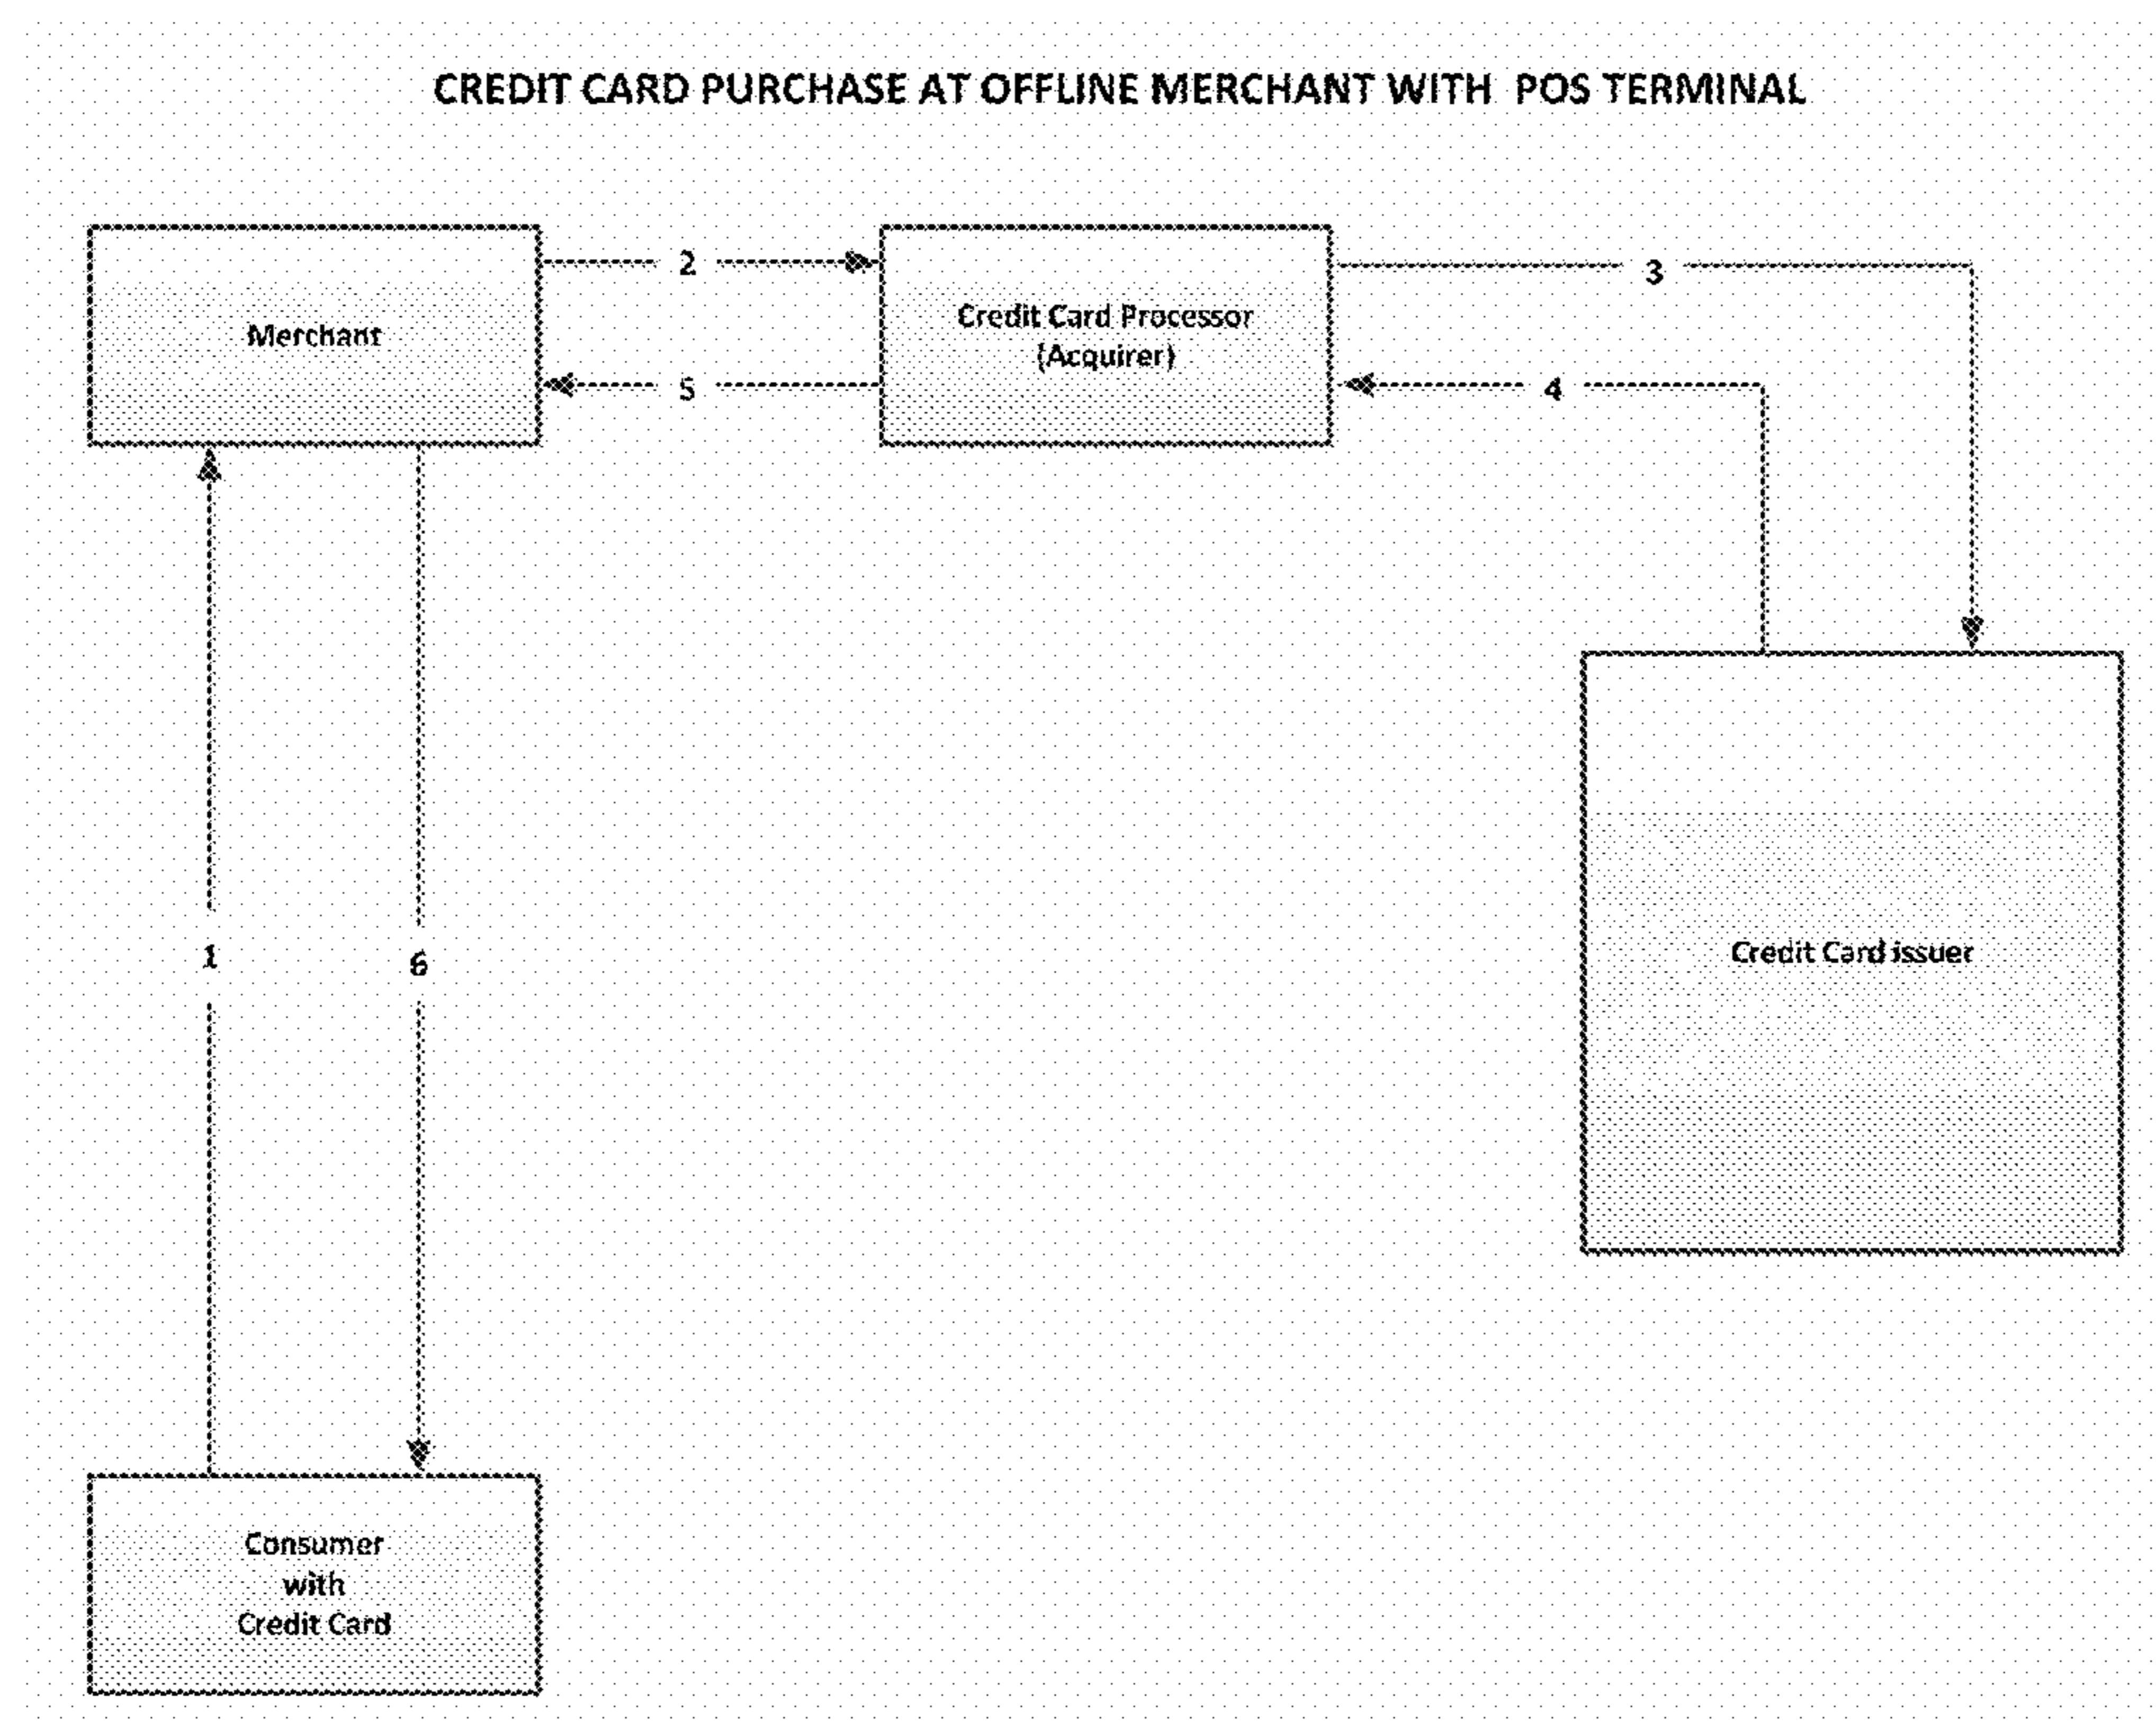 CREDIT CARD PURCHASE AT OFFLINE MERCHANT WITH POS TERMINAL
Merchant
2
5
Credit Card Processor
(Acquirer)
3
4
1
6
Credit Card issuer
Consumer
with
Credit Card